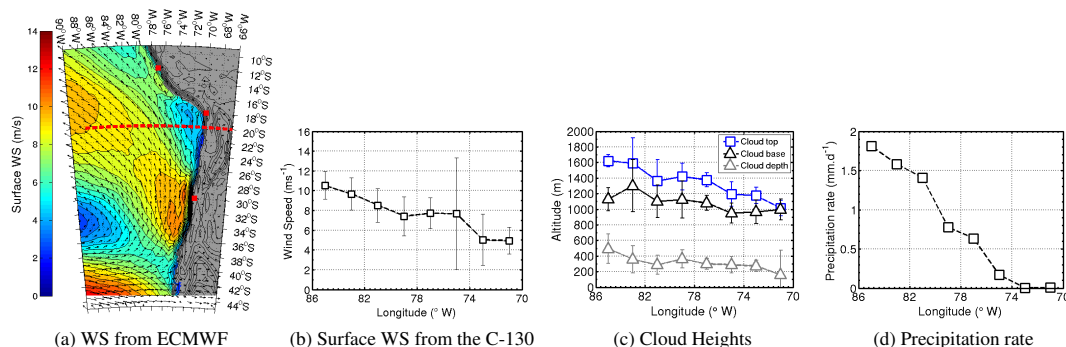 90°W 88°W 86°W 84°W 82°W 80°W 78°W 76°W 74°W 72°W 70°W 68°W 66°W
14
12
10
8
6
4
2
0
Surface WS (m/s)
10°S
12°S
14°S
16°S
18°S
20°S
22°S
24°S
26°S
28°S
30°S
32°S
34°S
36°S
38°S
40°S
42°S
44°S
(a) WS from ECMWF
16
14
12
10
8
6
4
2
0
Wind Speed (ms⁻¹)
86 82 78 74 70
Longitude (° W)
(b) Surface WS from the C-130
2000
1800
1600
1400
1200
1000
800
600
400
200
0
Altitude (m)
Cloud top
Cloud base
Cloud depth
86 82 78 74 70
Longitude (° W)
(c) Cloud Heights
2
1.5
1
0.5
0
Precipitation rate (mm.d⁻¹)
86 82 78 74 70
Longitude (° W)
(d) Precipitation rate